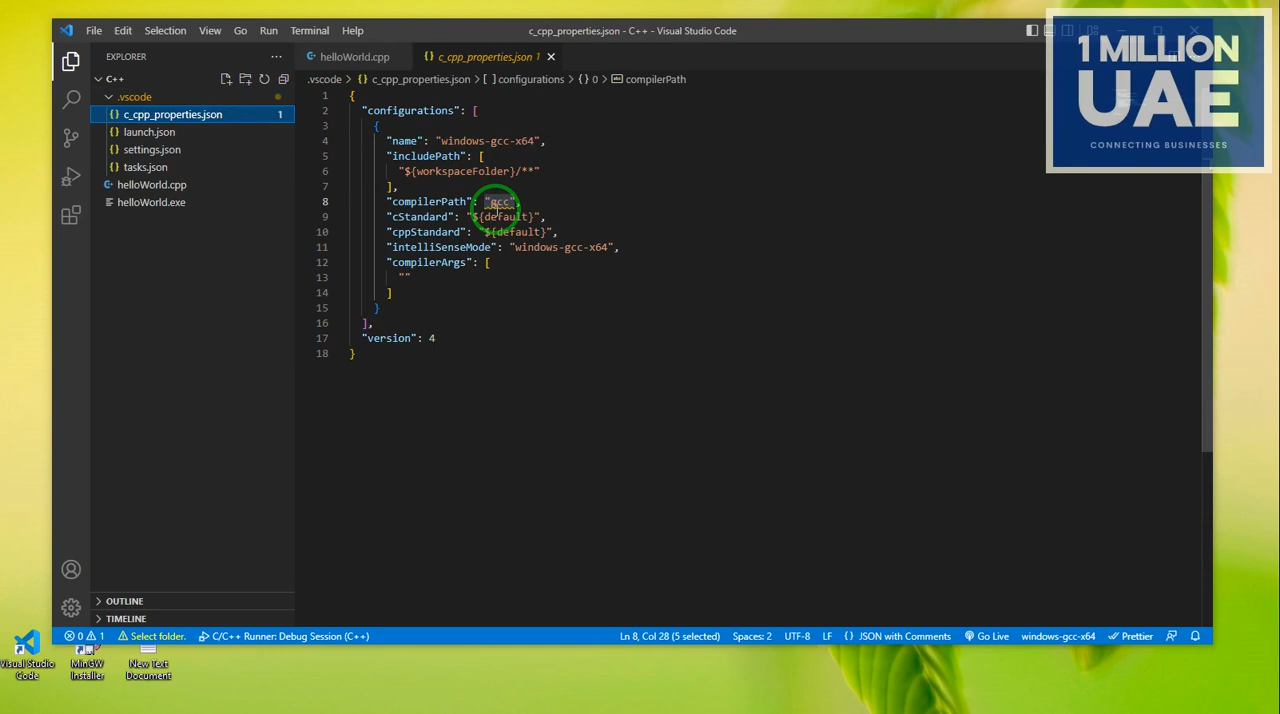 File Edit Selection View Go Run Terminal Help
c_cpp_properties.json - C++ - Visual Studio Code
1 MILLION
UAE
CONNECTING BUSINESSES
EXPLORER
helloWorld.cpp
c_cpp_properties.json 1
C++
.vscode > c_cpp_properties.json > [ ] configurations > { } 0 > compilerPath
.vscode
c_cpp_properties.json 1
launch.json
settings.json
tasks.json
helloWorld.cpp
helloWorld.exe
1 {
2 "configurations": [
3 {
4 "name": "windows-gcc-x64",
5 "includePath": [
6 "${workspaceFolder}/**"
7 ],
8 "compilerPath": "gcc",
9 "cStandard": "${default}",
10 "cppStandard": "${default}",
11 "intelliSenseMode": "windows-gcc-x64",
12 "compilerArgs": [
13 ""
14 ]
15 }
16 ],
17 "version": 4
18 }
OUTLINE
TIMELINE
0 1 Select folder. C/C++ Runner: Debug Session (C++) Ln 8, Col 28 (5 selected) Spaces: 2 UTF-8 LF { } JSON with Comments Go Live windows-gcc-x64 Prettier
Visual Studio
Code
MinGW
Installer
New Text
Document